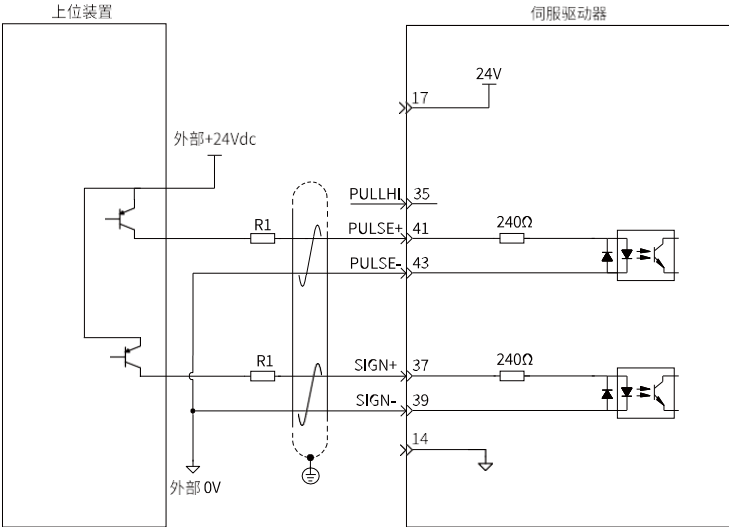 上位装置
伺服驱动器
24V
17
外部+24Vdc
PULLHI 35
R1 PULSE+ 41 240Ω
PULSE- 43
R1 SIGN+ 37 240Ω
SIGN- 39
14
外部 0V